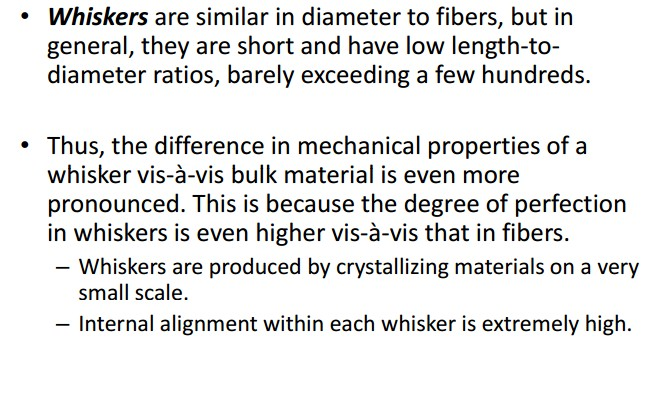 • Whiskers are similar in diameter to fibers, but in
general, they are short and have low length-to-
diameter ratios, barely exceeding a few hundreds.
• Thus, the difference in mechanical properties of a
whisker vis-à-vis bulk material is even more
pronounced. This is because the degree of perfection
in whiskers is even higher vis-à-vis that in fibers.
– Whiskers are produced by crystallizing materials on a very
small scale.
– Internal alignment within each whisker is extremely high.